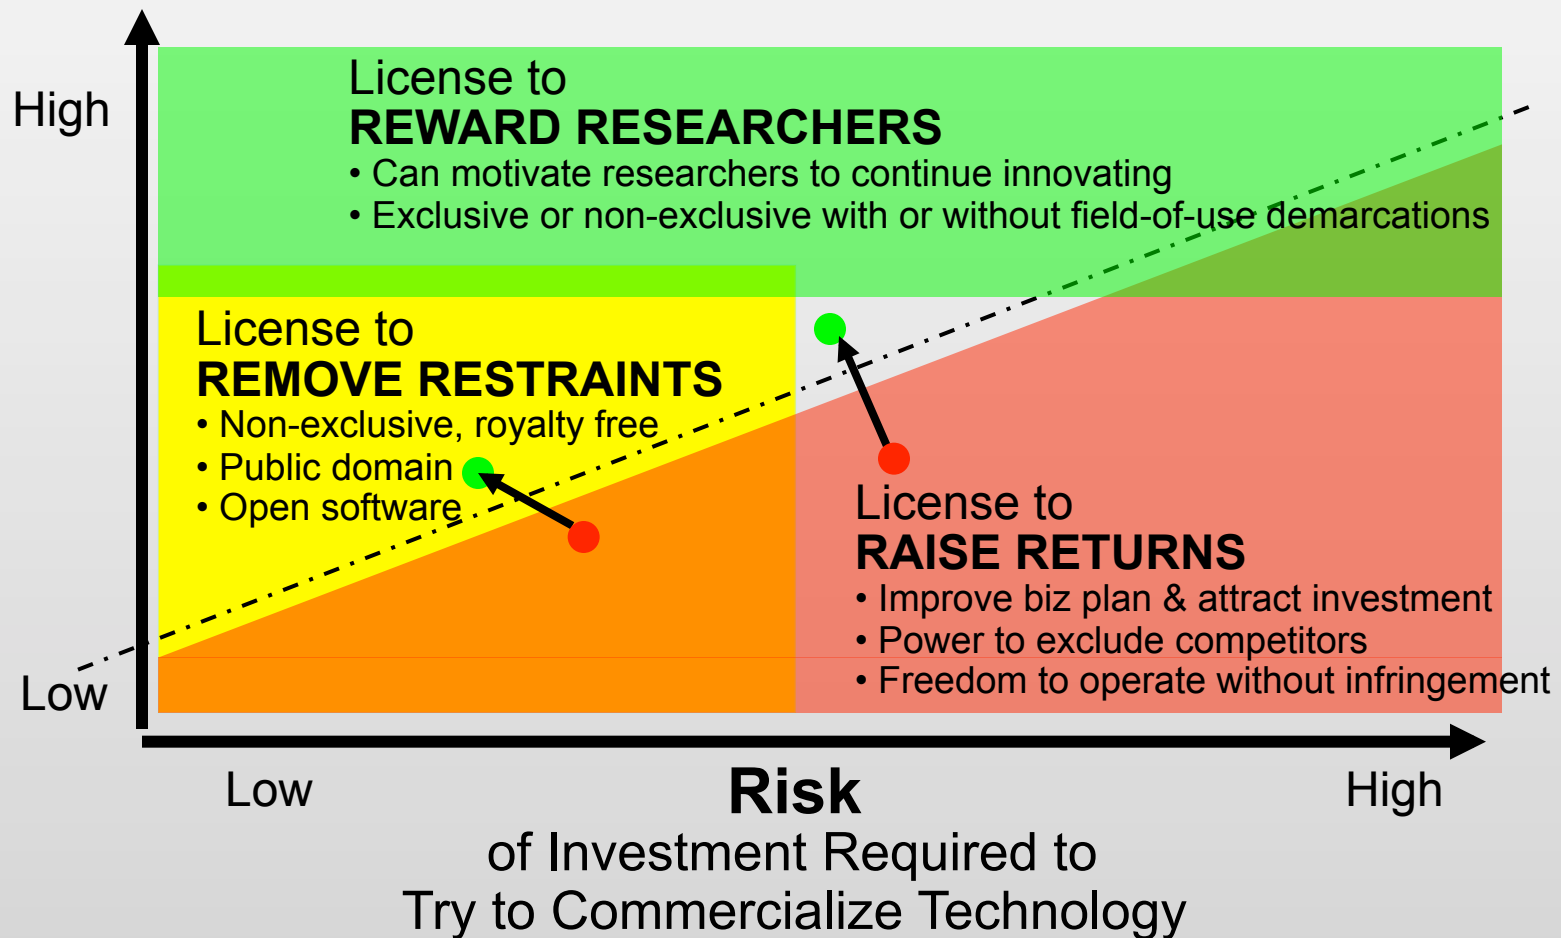 High
License to
REWARD RESEARCHERS
• Can motivate researchers to continue innovating
• Exclusive or non-exclusive with or without field-of-use demarcations
License to
REMOVE RESTRAINTS
• Non-exclusive, royalty free
• Public domain
• Open software
License to
RAISE RETURNS
• Improve biz plan & attract investment
• Power to exclude competitors
• Freedom to operate without infringement
Low
Low
Risk
High
of Investment Required to
Try to Commercialize Technology